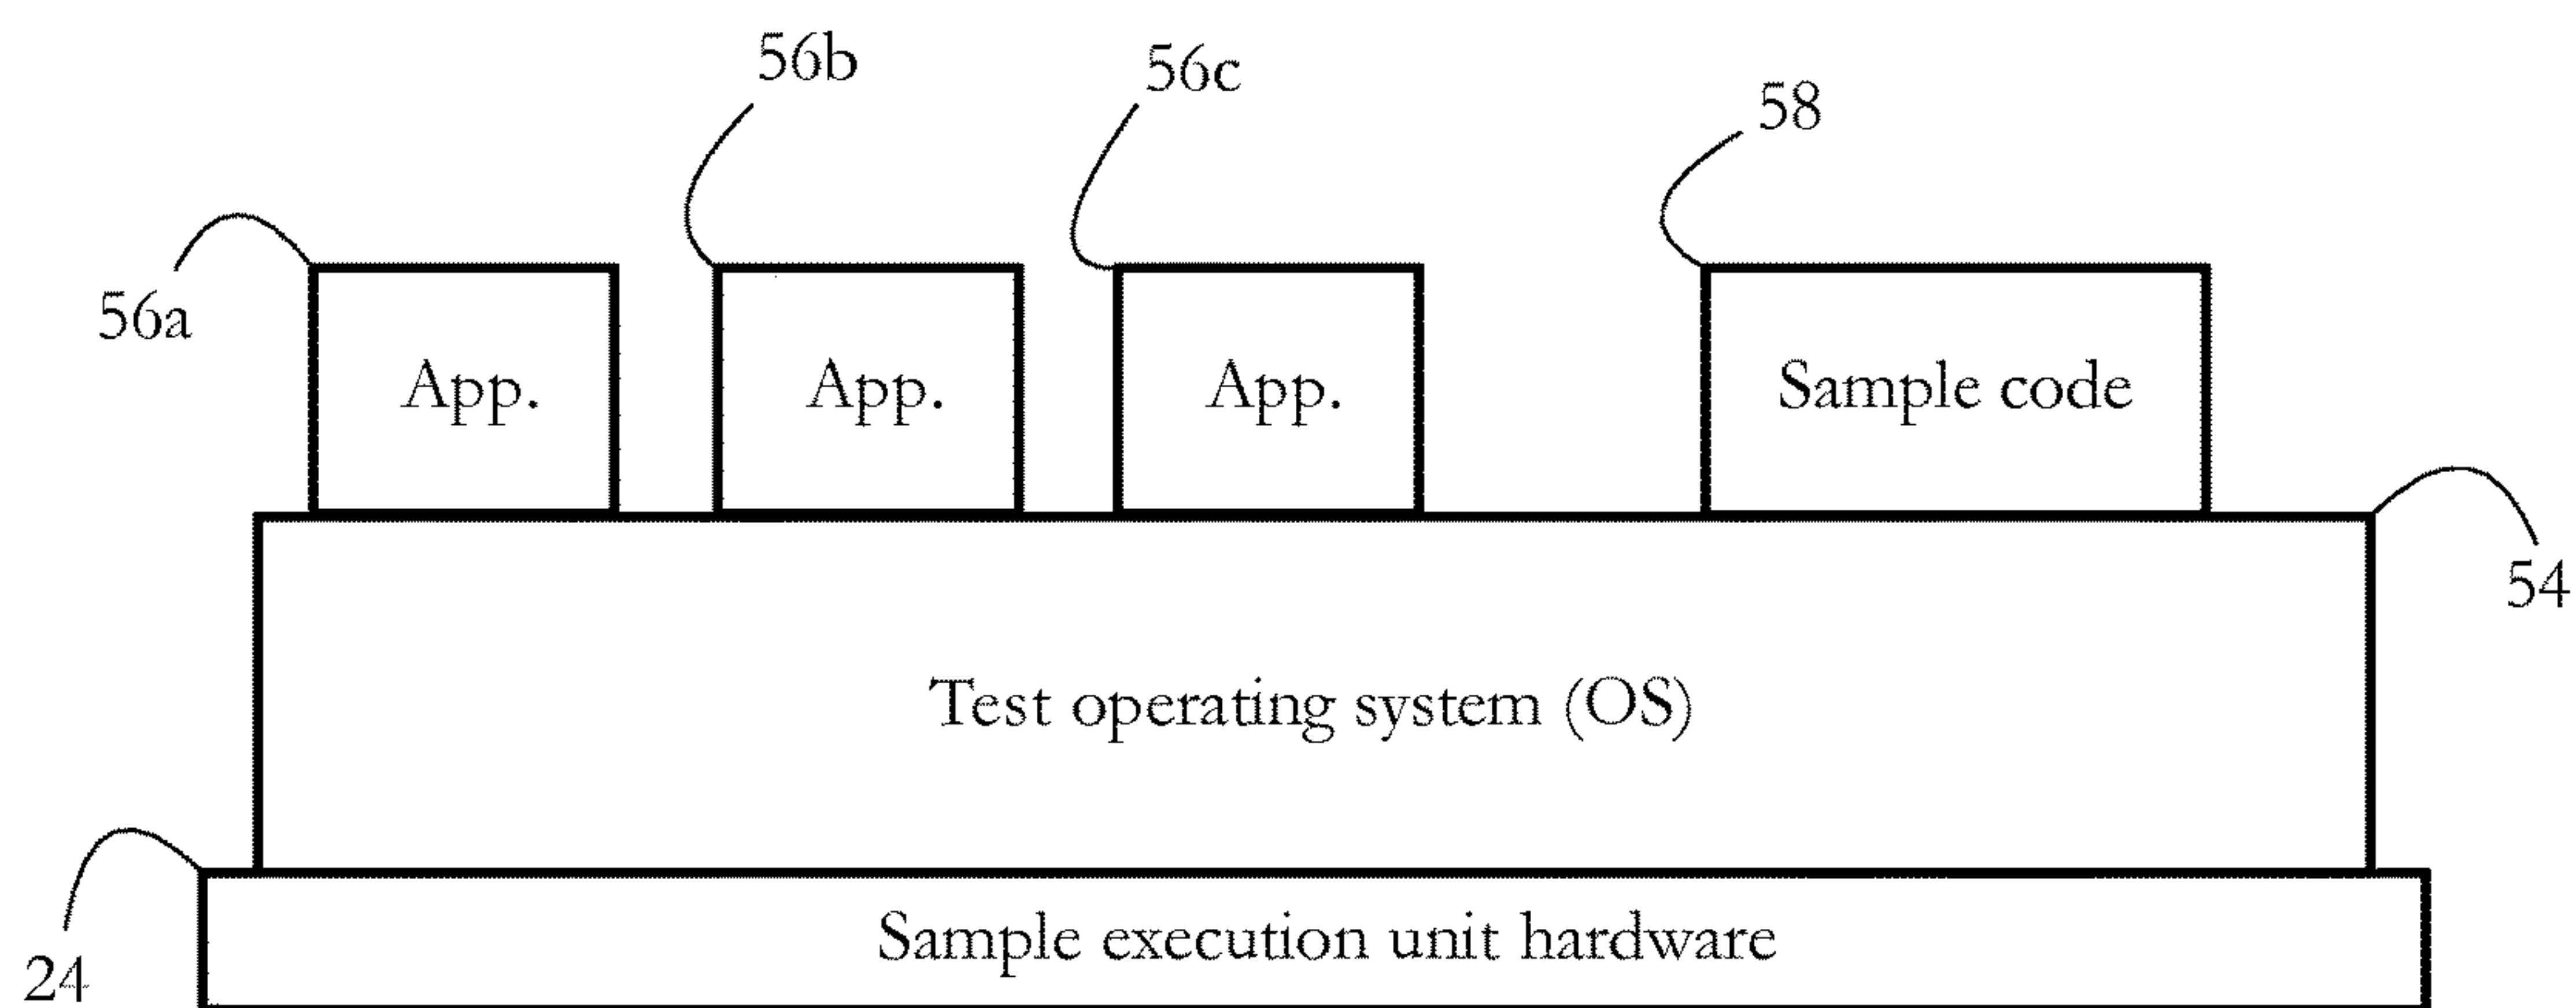 56b
56c
58
56a
App.
App.
App.
Sample code
54
Test operating system (OS)
24
Sample execution unit hardware